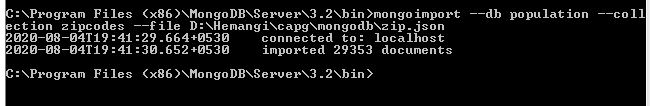 C:\Program Files (x86)\MongoDB\Server\3.2\bin>mongoimport --db population --coll
ection zipcodes --file D:\Hemangi\capg\mongodb\zip.json
2020-08-04T19:41:29.664+0530    connected to: localhost
2020-08-04T19:41:30.652+0530    imported 29353 documents
C:\Program Files (x86)\MongoDB\Server\3.2\bin>